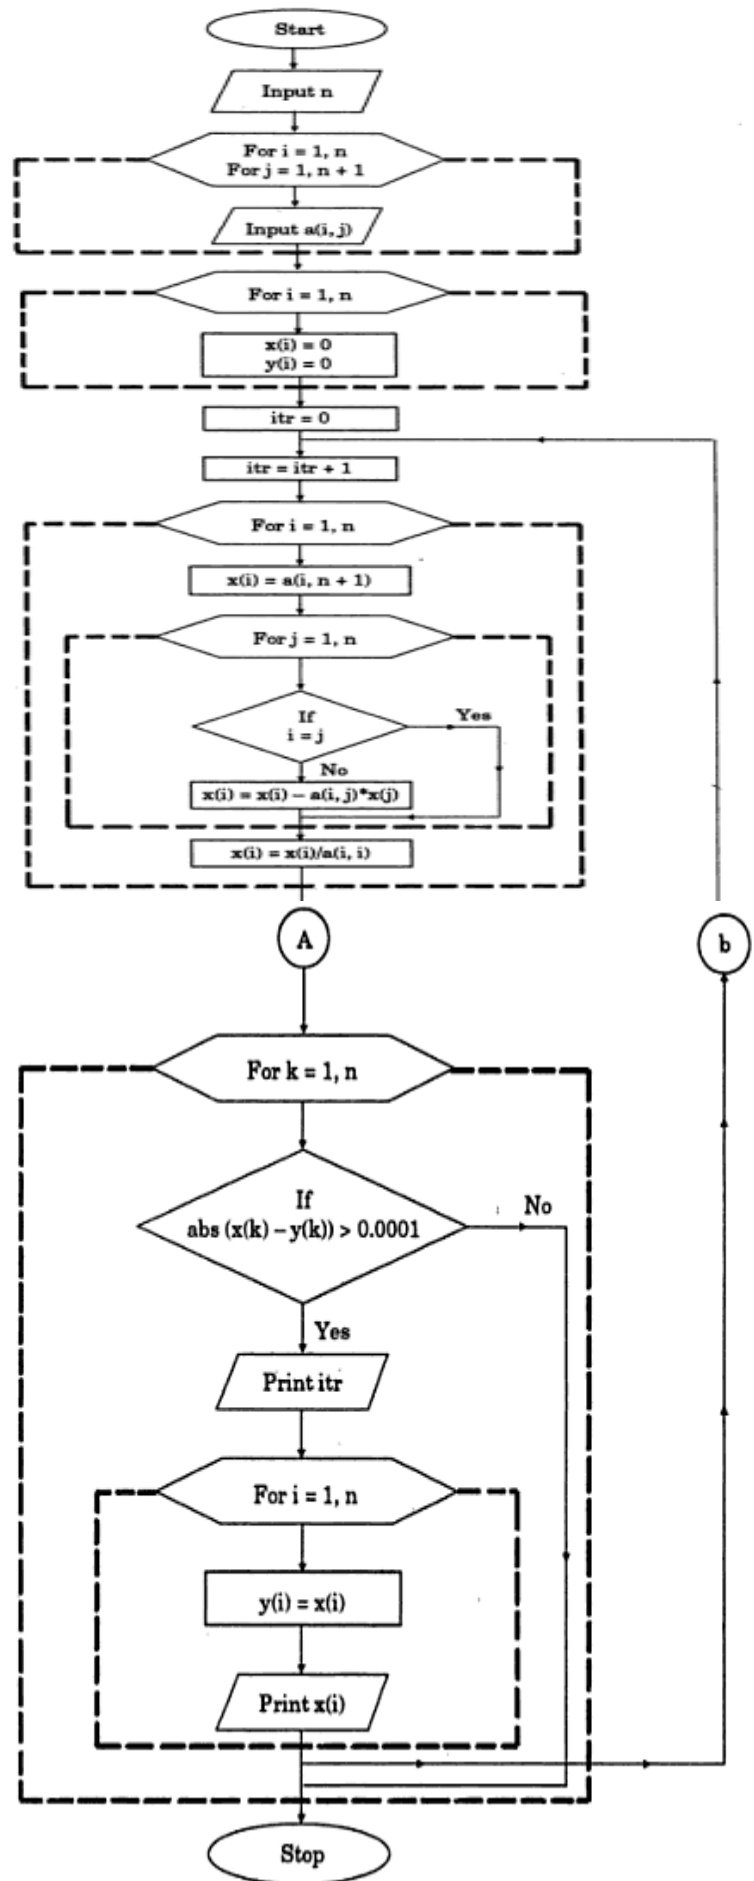 Start
Input n
For i = 1, n
For j = 1, n + 1
Input a(i, j)
For i = 1, n
x(i) = 0
y(i) = 0
itr = 0
itr = itr + 1
For i = 1, n
x(i) = a(i, n + 1)
For j = 1, n
If
i = j
Yes
No
x(i) = x(i) – a(i, j)*x(j)
x(i) = x(i)/a(i, i)
A
b
For k = 1, n
If
abs (x(k) – y(k)) > 0.0001
No
Yes
Print itr
For i = 1, n
y(i) = x(i)
Print x(i)
Stop